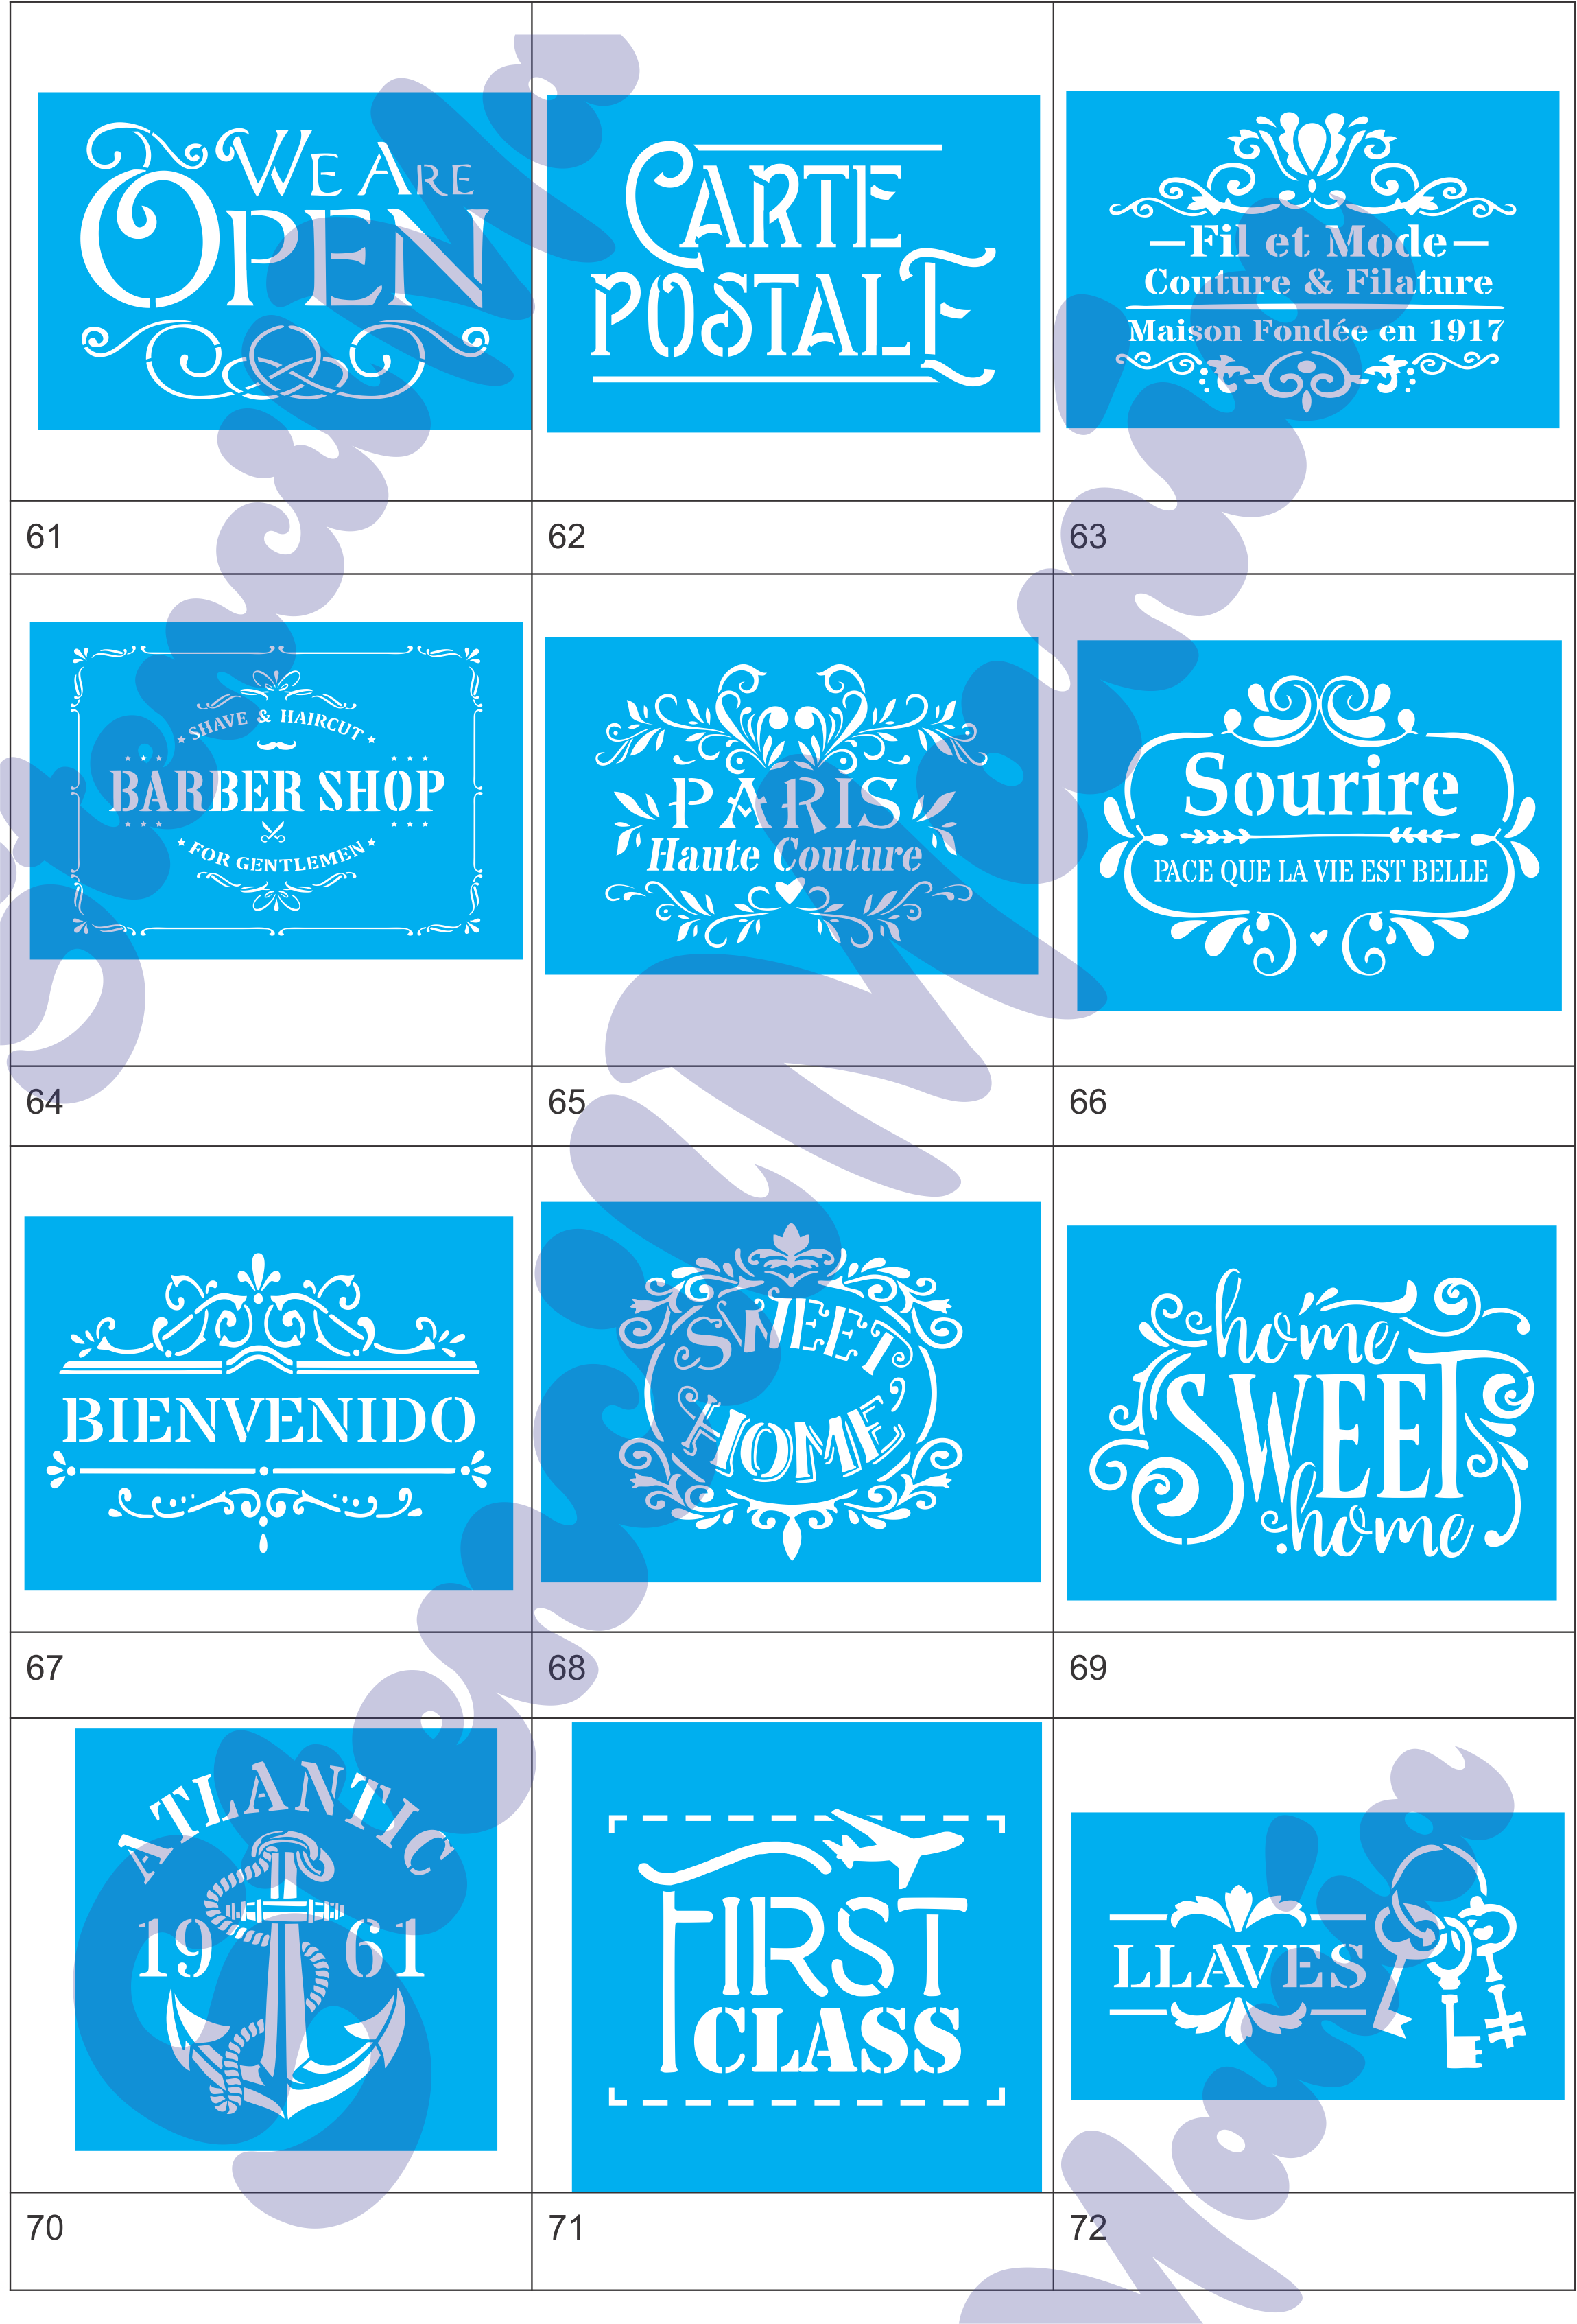 WE ARE
OPEN
61
CARTE
POSTALE
62
Fil et Mode
Couture & Filature
Maison Fondée en 1917
63
SHAVE & HAIRCUT
BARBER SHOP
FOR GENTLEMEN
64
PARIS
Haute Couture
65
Sourire
PACE QUE LA VIE EST BELLE
66
BIENVENIDO
67
SWEET
HOME
68
home
SWEET
home
69
ATLANTIC
19 61
70
FIRST
CLASS
71
LLAVES
72